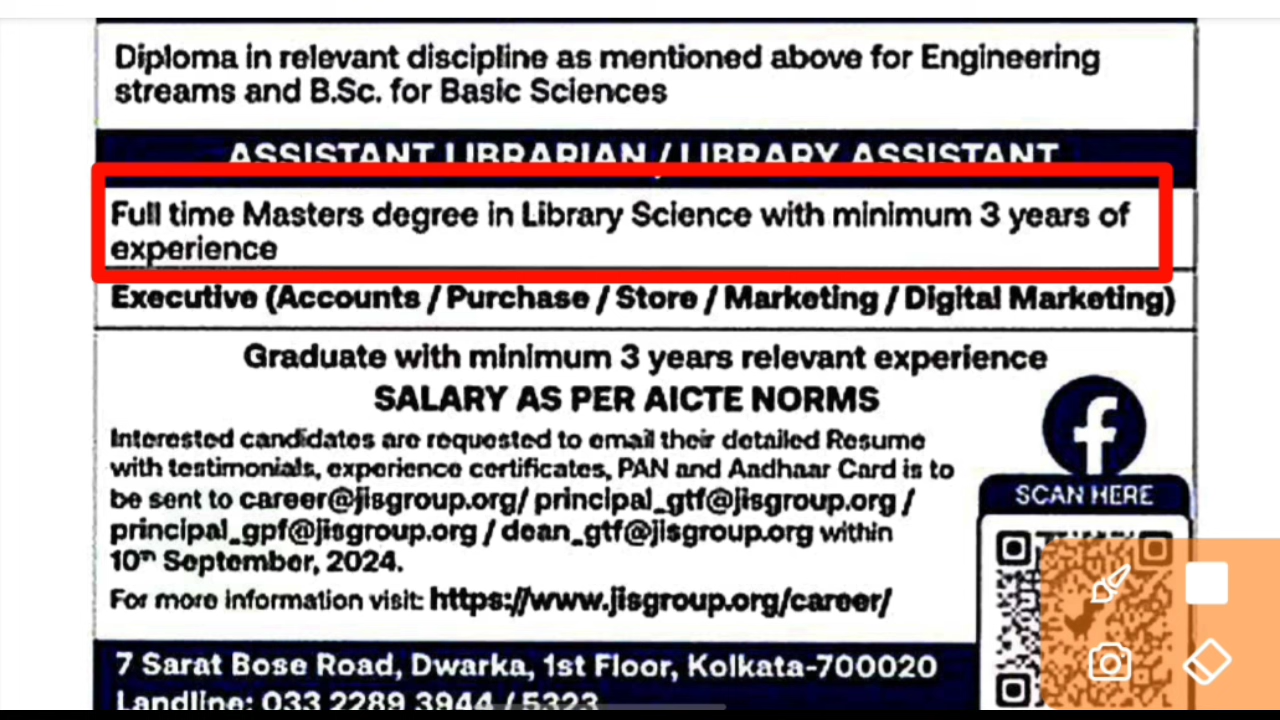 Diploma in relevant discipline as mentioned above for Engineering
streams and B.Sc. for Basic Sciences
ASSISTANT LIBRARIAN / LIBRARY ASSISTANT
Full time Masters degree in Library Science with minimum 3 years of
experience
Executive (Accounts / Purchase / Store / Marketing / Digital Marketing)
Graduate with minimum 3 years relevant experience
SALARY AS PER AICTE NORMS
Interested candidates are requested to email their detailed Resume
with testimonials, experience certificates, PAN and Aadhaar Card is to
be sent to career@jisgroup.org/ principal_gtf@jisgroup.org /
principal_gpf@jisgroup.org / dean_gtf@jisgroup.org within
10th September, 2024.
For more information visit: https://www.jisgroup.org/career/
SCAN HERE
7 Sarat Bose Road, Dwarka, 1st Floor, Kolkata-700020
Landline: 033 2289 3944 / 5323